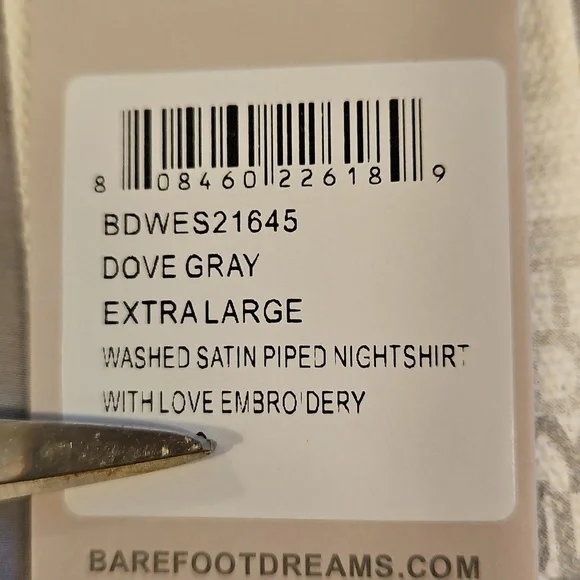 8 08460 22618 9
BDWES21645
DOVE GRAY
EXTRA LARGE
WASHED SATIN PIPED NIGHTSHIRT
WITH LOVE EMBROIDERY
BAREFOOTDREAMS.COM